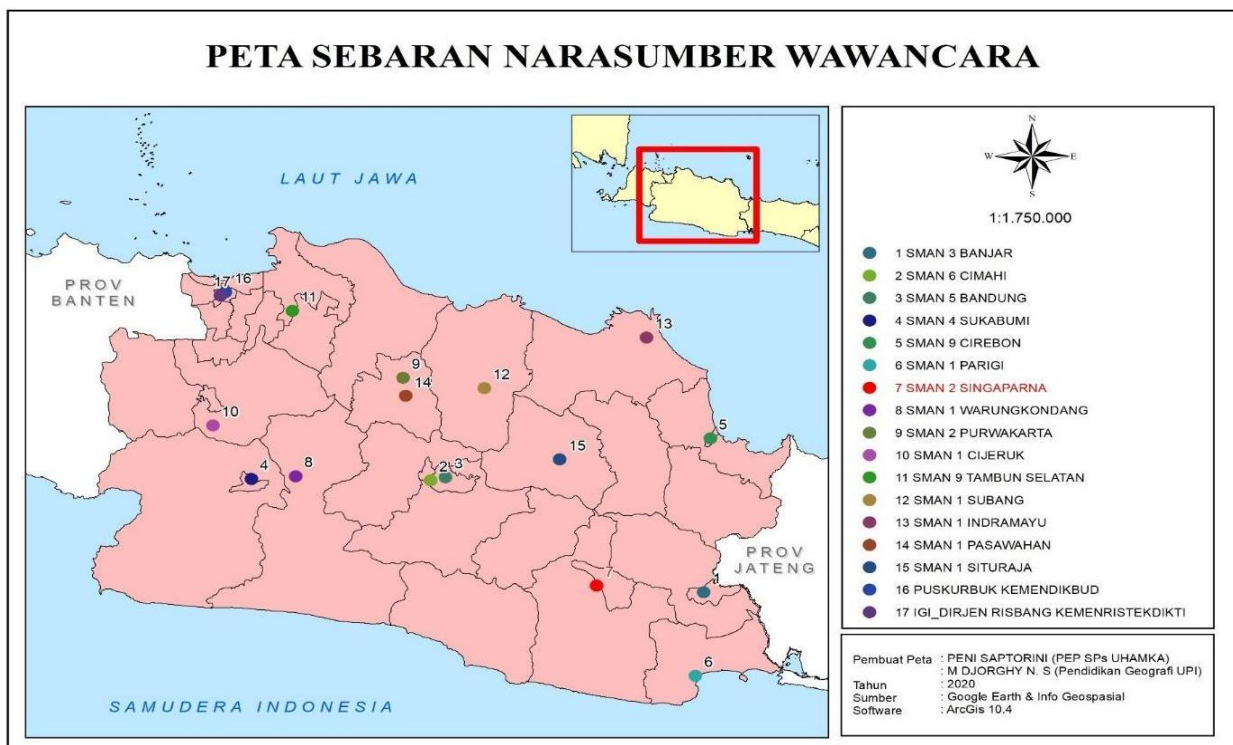 PETA SEBARAN NARASUMBER WAWANCARA
LAUT JAWA
PROV
BANTEN
17 16
11
13
9
14
12
10
5
4
8
2 3
15
PROV
JATENG
7
6
SAMUDERA INDONESIA
N
W E
S
1:1.750.000
1 SMAN 3 BANJAR
2 SMAN 6 CIMAHI
3 SMAN 5 BANDUNG
4 SMAN 4 SUKABUMI
5 SMAN 9 CIREBON
6 SMAN 1 PARIGI
7 SMAN 2 SINGAPARNA
8 SMAN 1 WARUNGKONDANG
9 SMAN 2 PURWAKARTA
10 SMAN 1 CIJERUK
11 SMAN 9 TAMBUN SELATAN
12 SMAN 1 SUBANG
13 SMAN 1 INDRAMAYU
14 SMAN 1 PASAWAHAN
15 SMAN 1 SITURAJA
16 PUSKURBUK KEMENDIKBUD
17 IGI_DIRJEN RISBANG KEMENRISTEKDIKTI
Pembuat Peta : PENI SAPTORINI (PEP SPs UHAMKA)
: M DJORGHY N. S (Pendidikan Geografi UPI)
Tahun : 2020
Sumber : Google Earth & Info Geospasial
Software : ArcGis 10.4